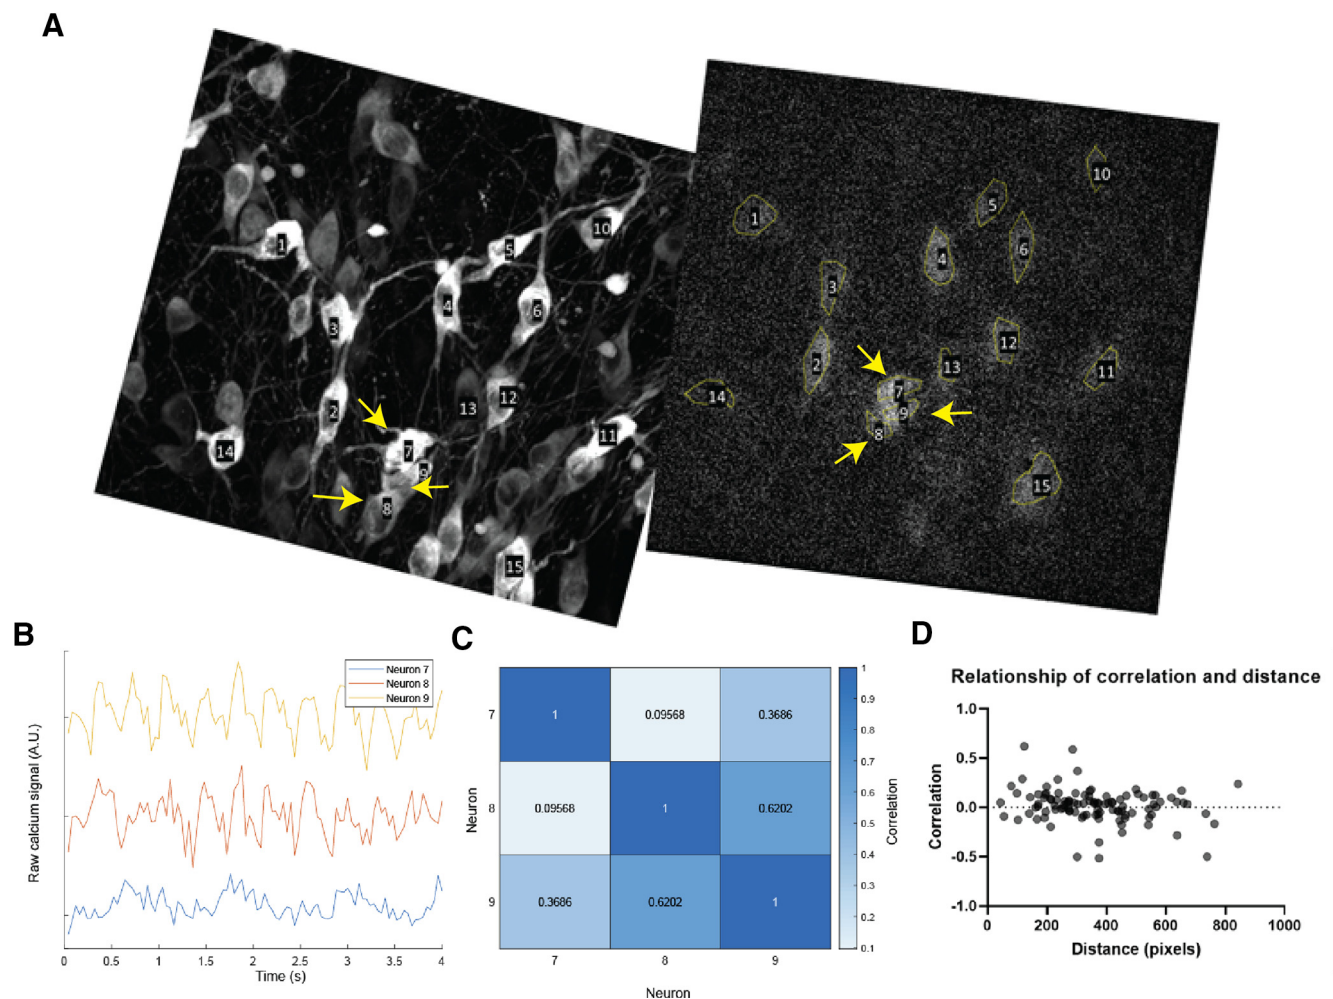 A
1
2
3
4
5
6
7
8
9
10
11
12
13
14
15
1
2
3
4
5
6
7
8
9
10
11
12
13
14
15
B
Raw calcium signal (A.U.)
Neuron 7
Neuron 8
Neuron 9
0 0.5 1 1.5 2 2.5 3 3.5 4
Time (s)
C
Neuron
7 1 0.09568 0.3686
8 0.09568 1 0.6202
9 0.3686 0.6202 1
7 8 9
Neuron
1
0.9
0.8
0.7
0.6
0.5
0.4
0.3
0.2
0.1
Correlation
D
Relationship of correlation and distance
Correlation
1.0
0.5
0.0
-0.5
-1.0
0 200 400 600 800 1000
Distance (pixels)